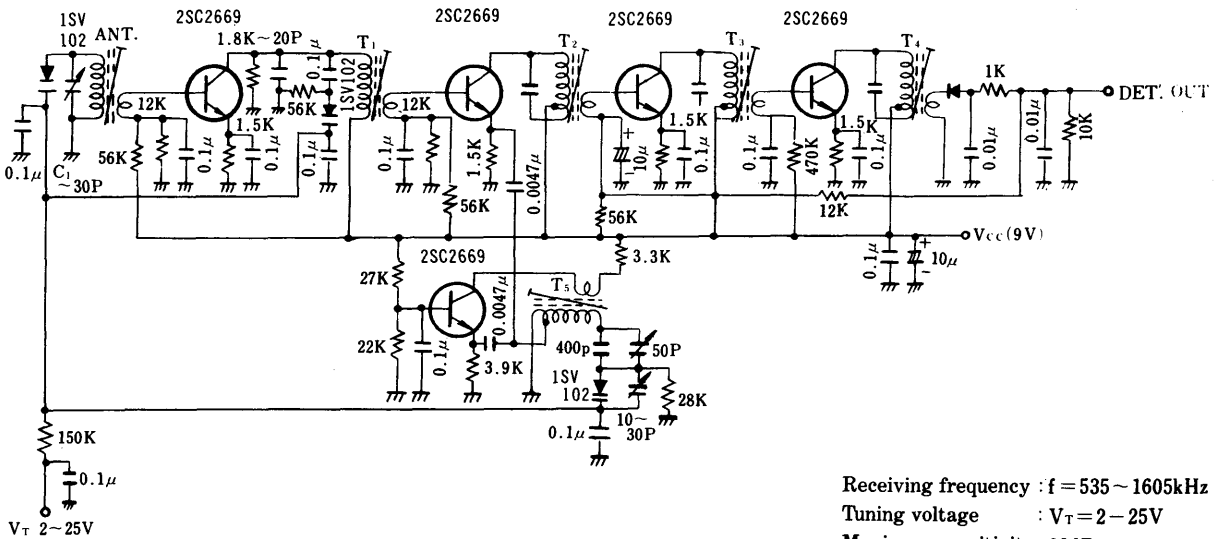 1SV
102
ANT.
2SC2669
1.8K~20P
0.1μ
T1
2SC2669
T2
2SC2669
T3
2SC2669
T4
1K
DET. OUT
12K
56K
1SV102
12K
1.5K
0.1μ
C1
~30P
56K
0.1μ
0.1μ
0.1μ
0.1μ
1.5K
56K
0.0047μ
+
10μ
-
1.5K
0.1μ
56K
0.1μ
470K
1.5K
0.1μ
12K
0.01μ
0.01μ
10K
Vcc(9V)
0.1μ
+
10μ
-
3.3K
2SC2669
27K
22K
0.1μ
3.9K
0.0047μ
T5
400p
50P
1SV
102
28K
10~
30P
0.1μ
150K
0.1μ
VT 2~25V
Receiving frequency : f=535~1605kHz
Tuning voltage : VT=2-25V